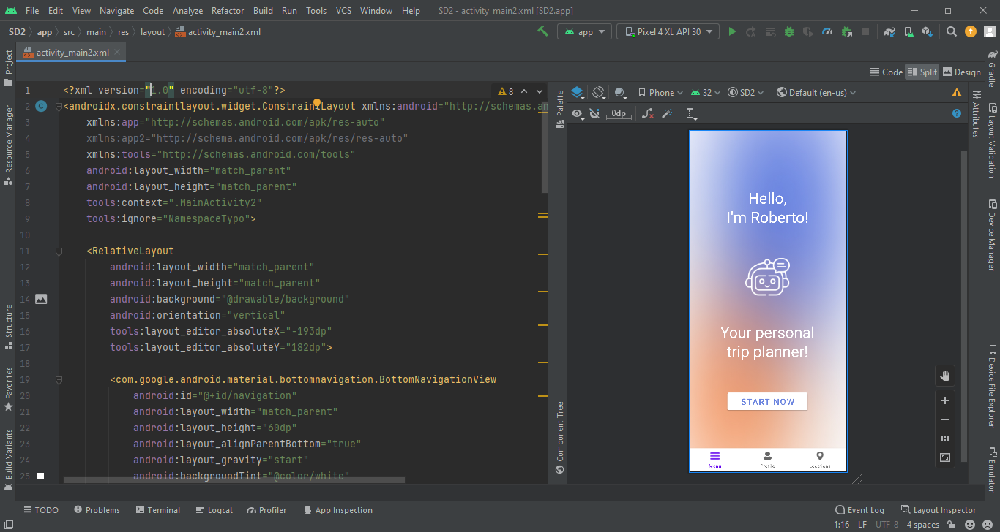 File Edit View Navigate Code Analyze Refactor Build Run Tools VCS Window Help SD2 - activity_main2.xml [SD2.app]
SD2 app src main res layout activity_main2.xml app Pixel 4 XL API 30
activity_main2.xml
Code Split Design
Project
Resource Manager
Structure
Favorites
Build Variants
1 <?xml version="1.0" encoding="utf-8"?>
8
2 <androidx.constraintlayout.widget.ConstraintLayout xmlns:android="http://schemas.an
3 xmlns:app="http://schemas.android.com/apk/res-auto"
4 xmlns:app2="http://schema.android.com/apk/res/res-auto"
5 xmlns:tools="http://schemas.android.com/tools"
6 android:layout_width="match_parent"
7 android:layout_height="match_parent"
8 tools:context=".MainActivity2"
9 tools:ignore="NamespaceTypo">
10
11 <RelativeLayout
12 android:layout_width="match_parent"
13 android:layout_height="match_parent"
14 android:background="@drawable/background"
15 android:orientation="vertical"
16 tools:layout_editor_absoluteX="-193dp"
17 tools:layout_editor_absoluteY="182dp">
18
19 <com.google.android.material.bottomnavigation.BottomNavigationView
20 android:id="@+id/navigation"
21 android:layout_width="match_parent"
22 android:layout_height="60dp"
23 android:layout_alignParentBottom="true"
24 android:layout_gravity="start"
25 android:backgroundTint="@color/white"
Palette
Component Tree
Phone 32 SD2 Default (en-us)
0dp
Hello,
I'm Roberto!
Your personal
trip planner!
START NOW
Menu Profile Locations
1:1
Attributes
Gradle
Layout Validation
Device Manager
Device File Explorer
Emulator
TODO Problems Terminal Logcat Profiler App Inspection Event Log Layout Inspector
1:16 LF UTF-8 4 spaces